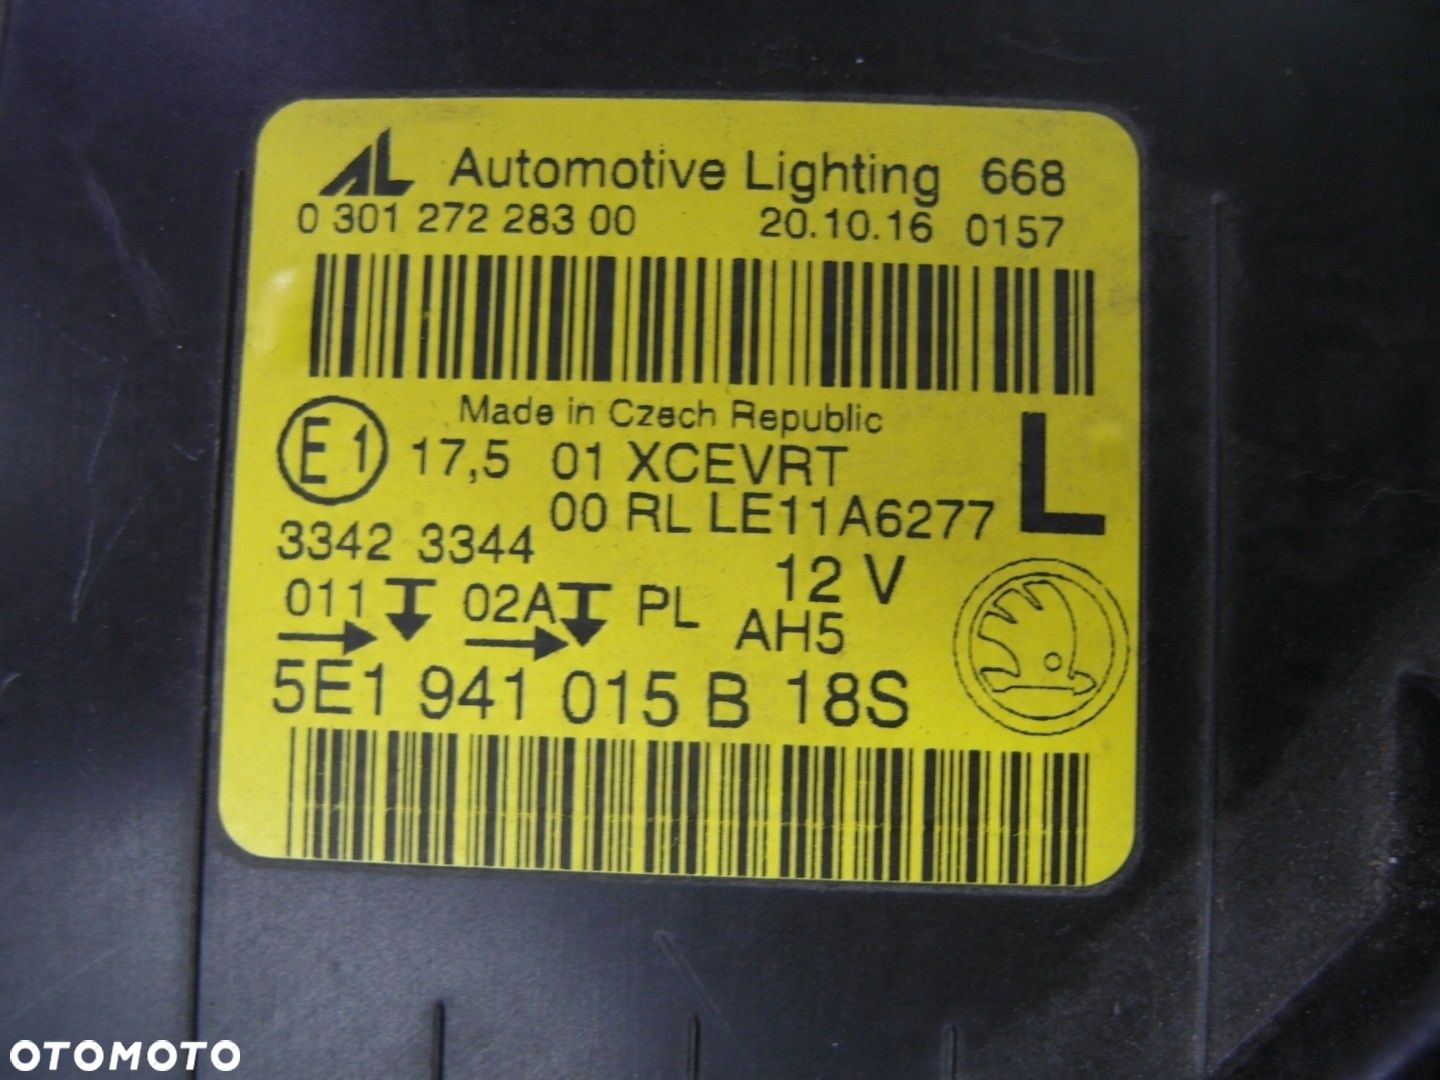 AL Automotive Lighting 668
0 301 272 283 00 20.10.16 0157
Made in Czech Republic
E1 17,5 01 XCEVRT
00 RL LE11A6277
L
3342 3344
12 V
011 02A PL AH5
5E1 941 015 B 18S
OTOMOTO